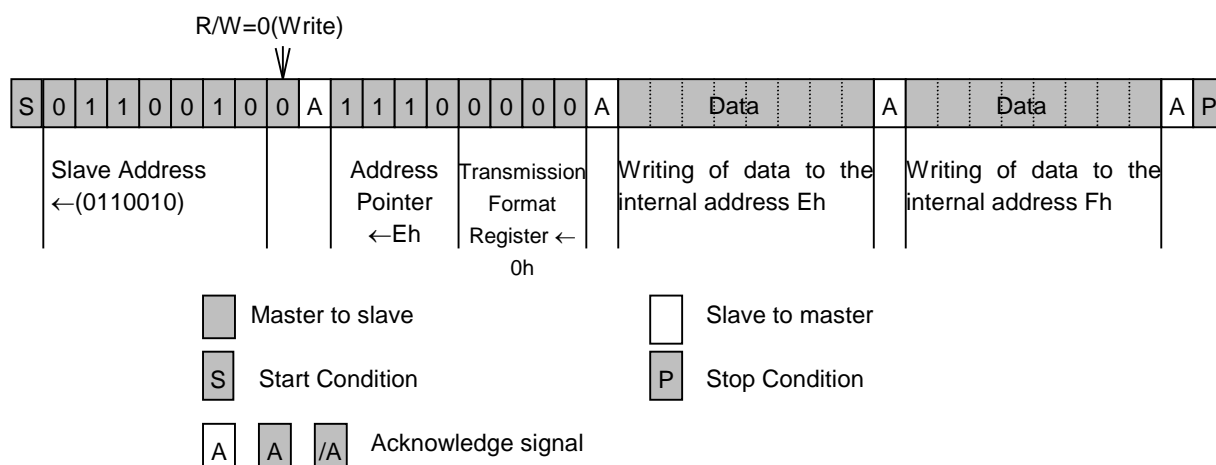 R/W=0(Write)
S 0 1 1 0 0 1 0 0 A 1 1 1 0 0 0 0 0 A Data A Data A P
Slave Address
←(0110010)
Address
Pointer
←Eh
Transmission
Format
Register ←
0h
Writing of data to the
internal address Eh
Writing of data to the
internal address Fh
Master to slave
Slave to master
S Start Condition
P Stop Condition
A A /A Acknowledge signal